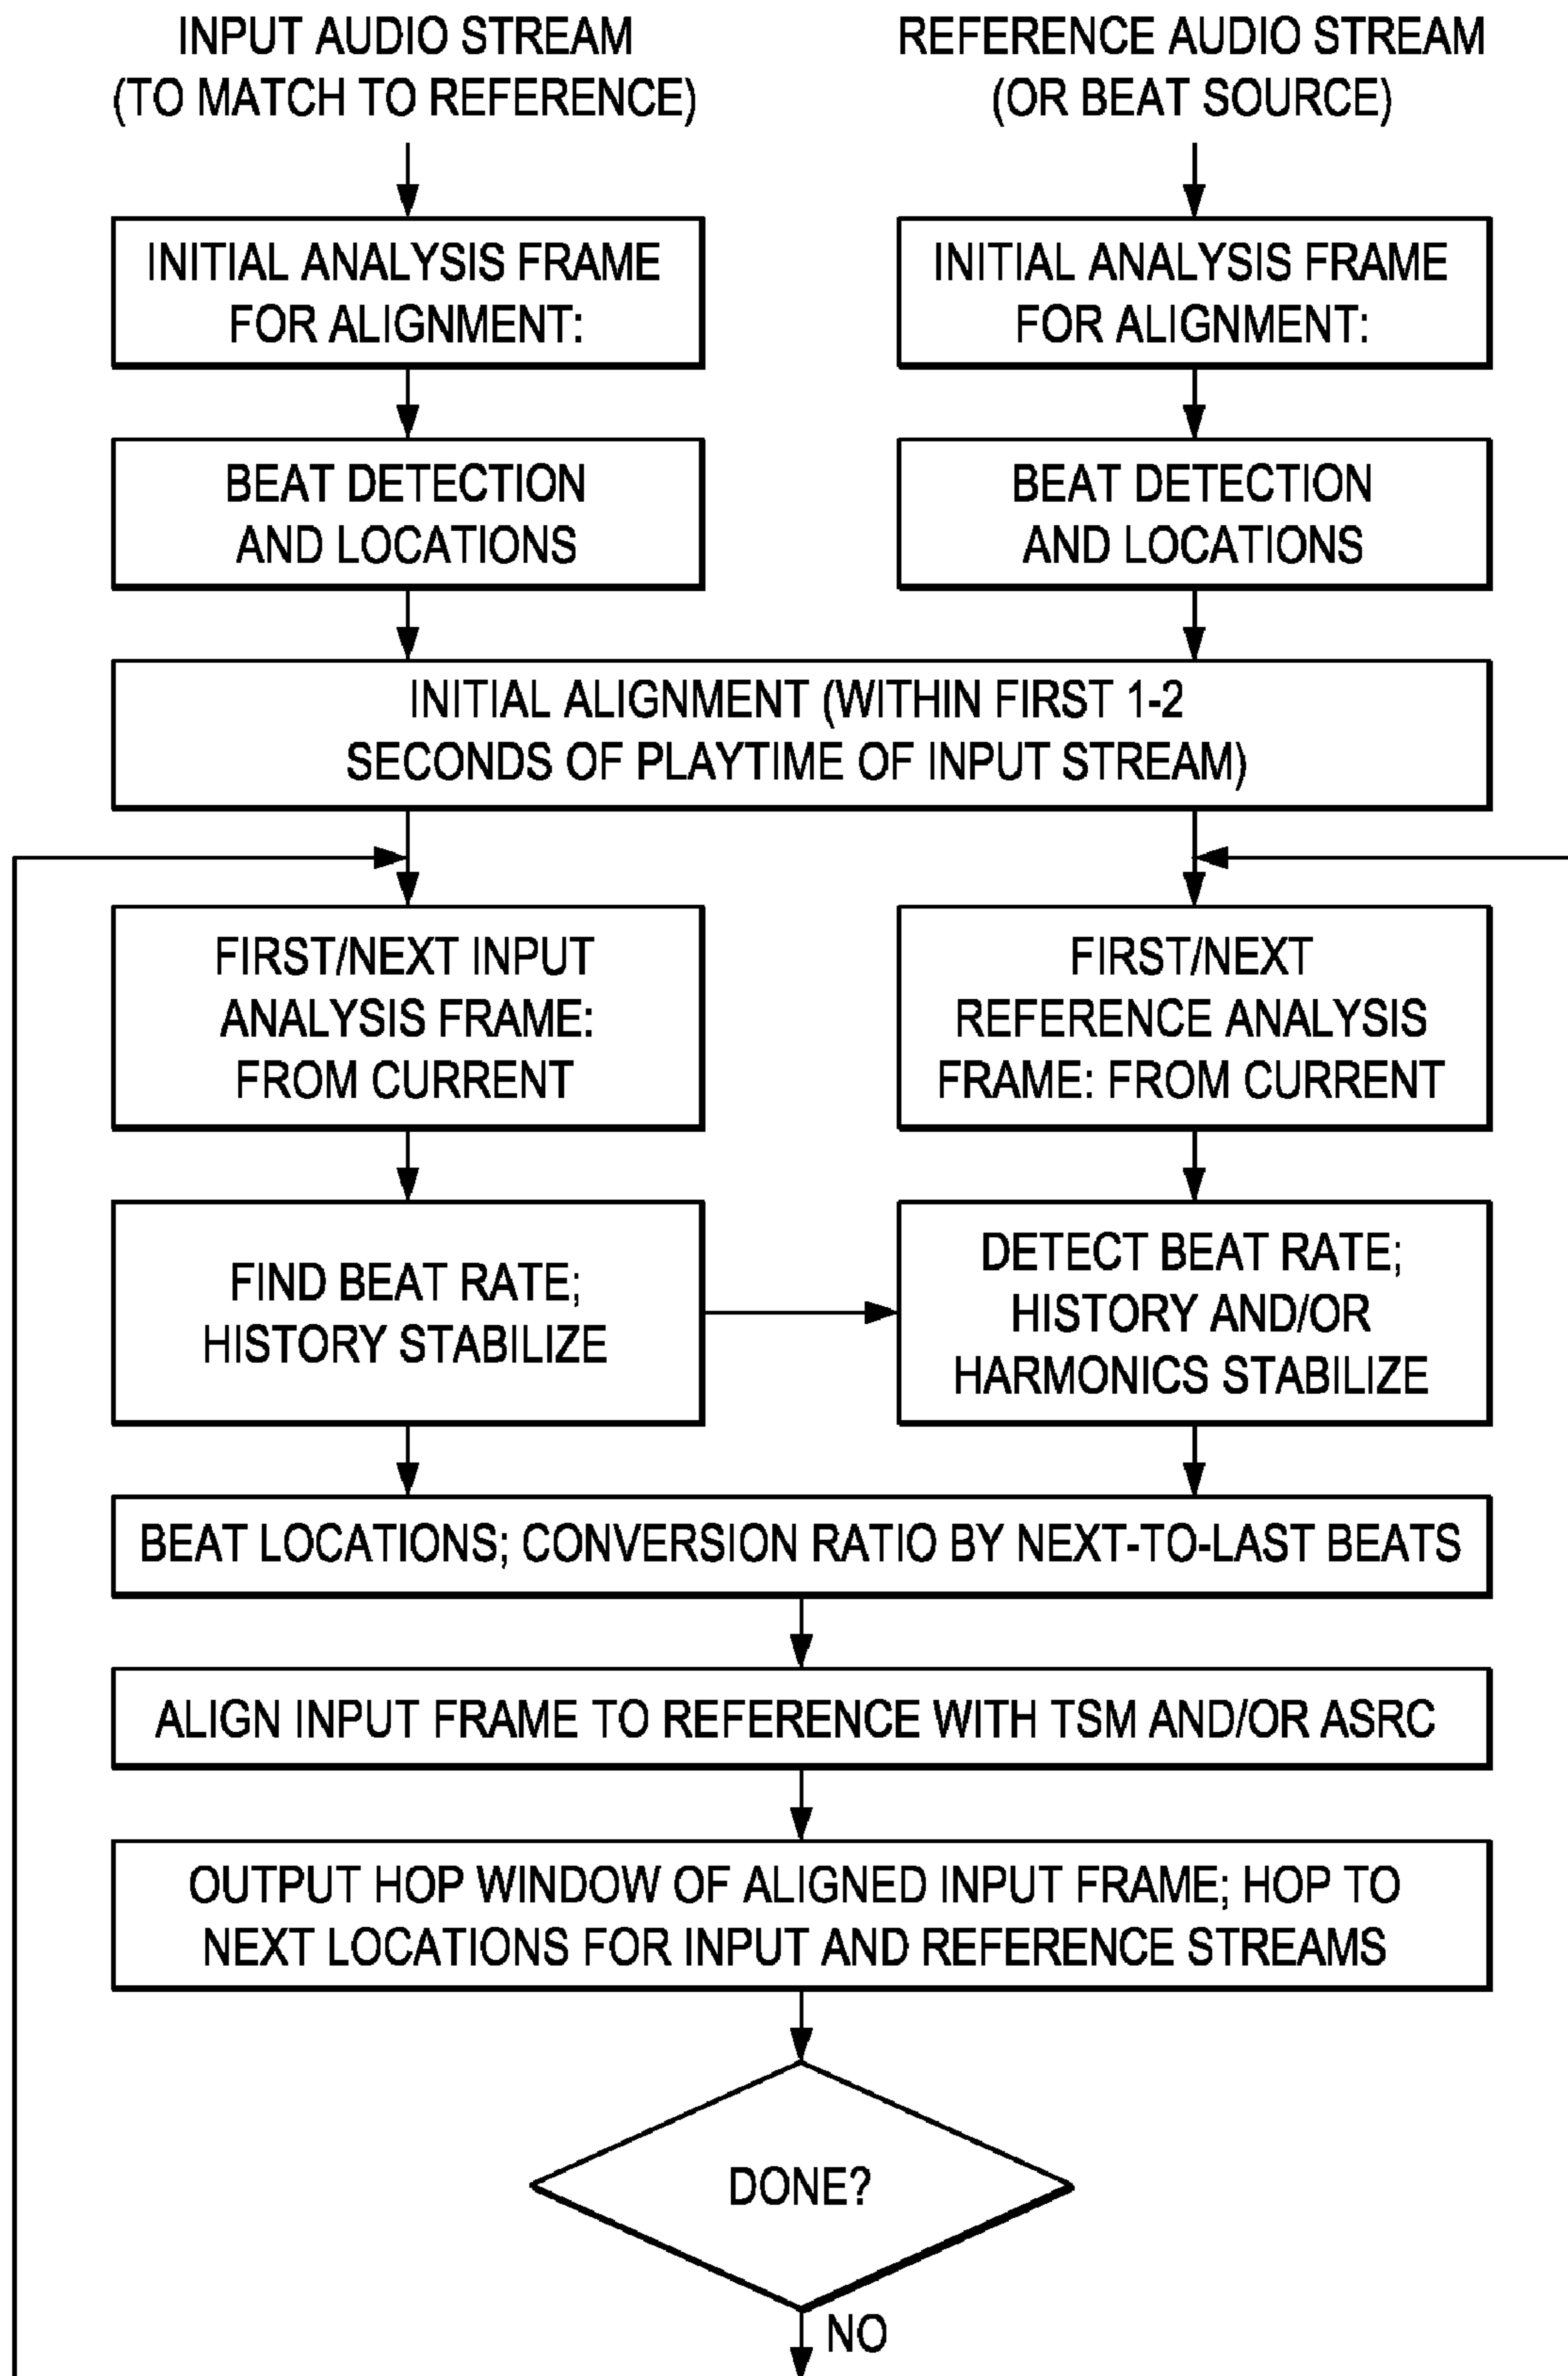 INPUT AUDIO STREAM
(TO MATCH TO REFERENCE)
REFERENCE AUDIO STREAM
(OR BEAT SOURCE)
INITIAL ANALYSIS FRAME
FOR ALIGNMENT:
INITIAL ANALYSIS FRAME
FOR ALIGNMENT:
BEAT DETECTION
AND LOCATIONS
BEAT DETECTION
AND LOCATIONS
INITIAL ALIGNMENT (WITHIN FIRST 1-2
SECONDS OF PLAYTIME OF INPUT STREAM)
FIRST/NEXT INPUT
ANALYSIS FRAME:
FROM CURRENT
FIRST/NEXT
REFERENCE ANALYSIS
FRAME: FROM CURRENT
FIND BEAT RATE;
HISTORY STABILIZE
DETECT BEAT RATE;
HISTORY AND/OR
HARMONICS STABILIZE
BEAT LOCATIONS; CONVERSION RATIO BY NEXT-TO-LAST BEATS
ALIGN INPUT FRAME TO REFERENCE WITH TSM AND/OR ASRC
OUTPUT HOP WINDOW OF ALIGNED INPUT FRAME; HOP TO
NEXT LOCATIONS FOR INPUT AND REFERENCE STREAMS
DONE?
NO